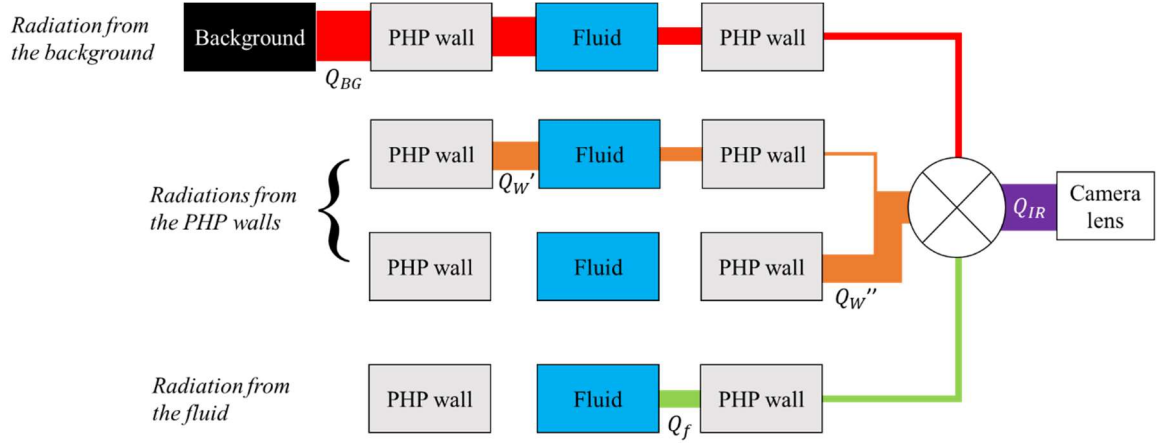 Radiation from
the background
Background
Q_BG
PHP wall
Fluid
PHP wall
Radiations from
the PHP walls
PHP wall
Q_W'
Fluid
PHP wall
PHP wall
Fluid
PHP wall
Q_W''
Q_IR
Camera
lens
Radiation from
the fluid
PHP wall
Fluid
Q_f
PHP wall